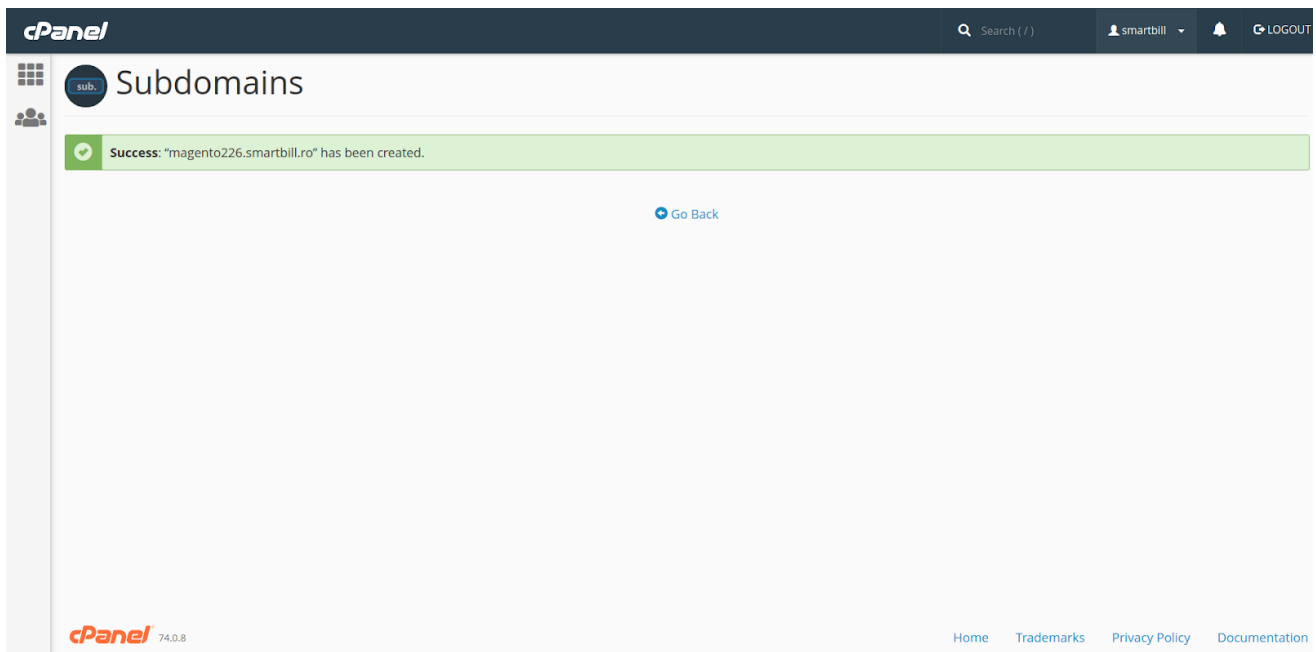 cPanel
Search ( / )
smartbill
LOGOUT
sub.
Subdomains
Success: “magento226.smartbill.ro” has been created.
Go Back
cPanel 74.0.8
Home Trademarks Privacy Policy Documentation